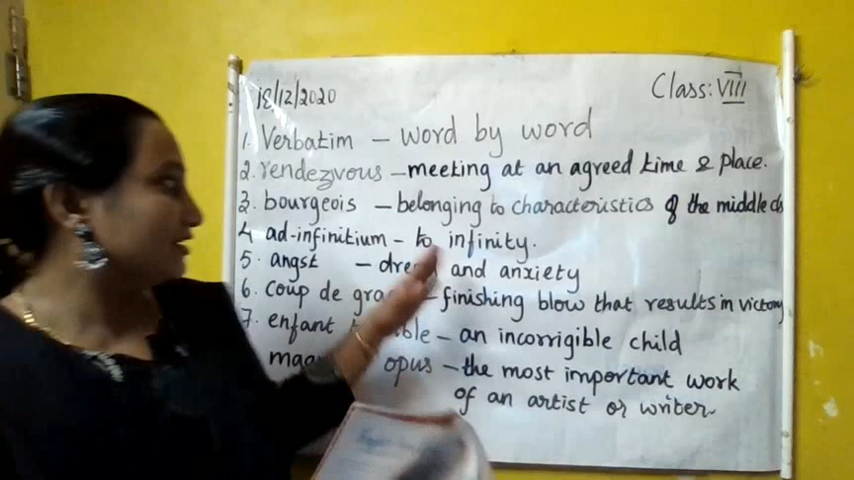 18/12/2020
Class: VIII
1. Verbatim – word by word
2. rendezvous – meeting at an agreed time & place.
3. bourgeois – belonging to characteristics of the middle
4. ad-infinitium – to infinity.
5. angst – and anxiety
6. coup de – finishing blow that results in victory
7. enfant – an incorrigible child
opus – the most important work
of an artist or writer